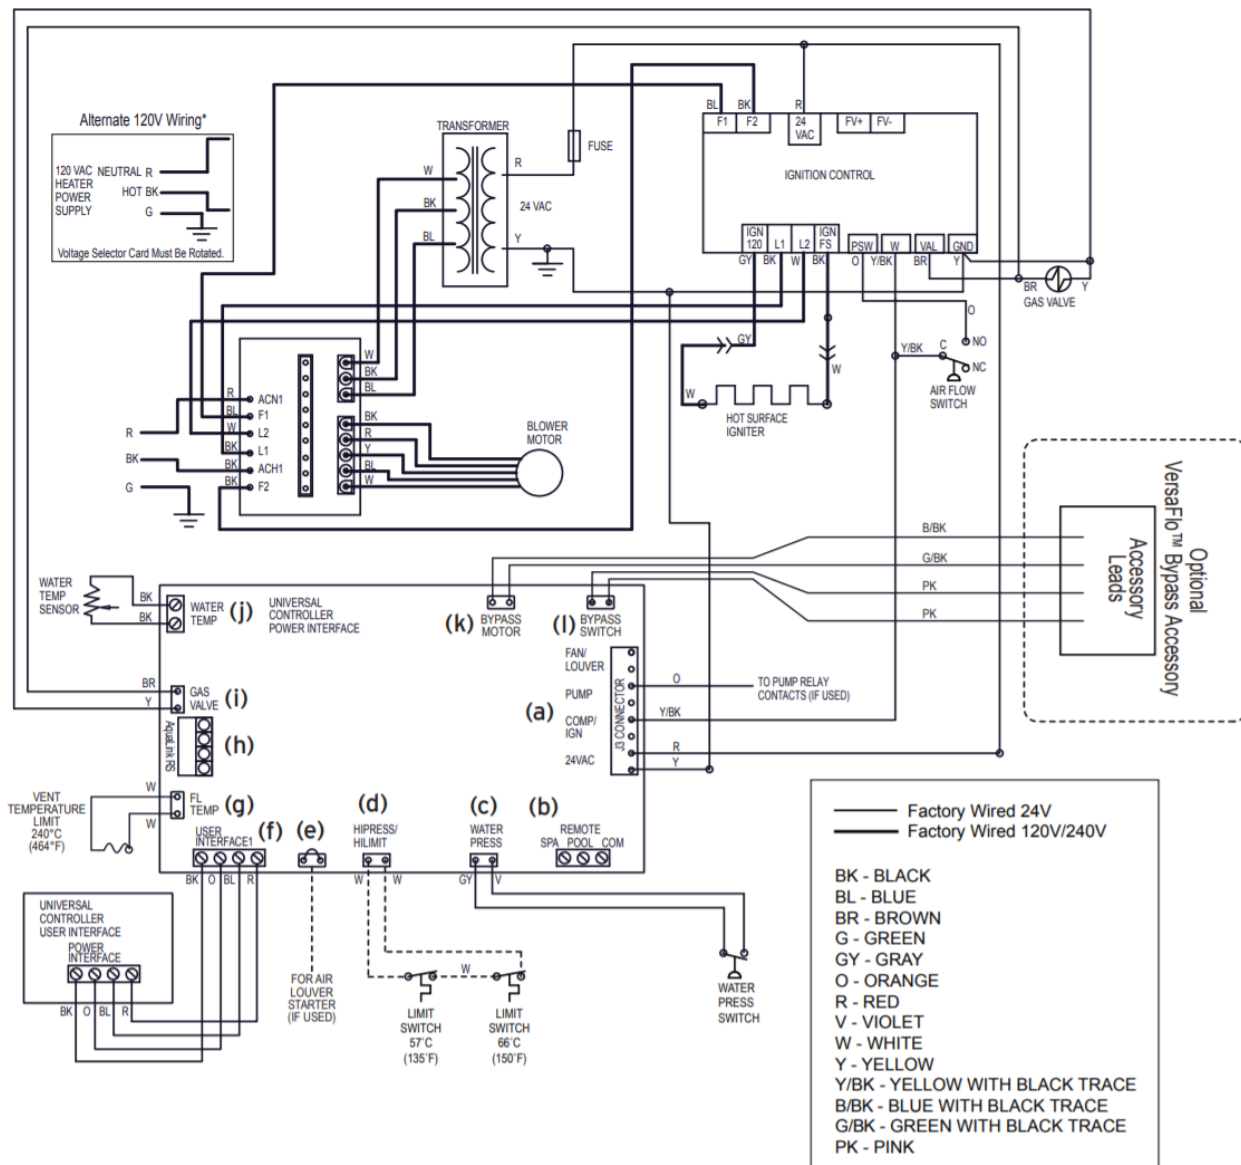 Alternate 120V Wiring*
120 VAC
HEATER
POWER
SUPPLY
NEUTRAL R
HOT BK
G
Voltage Selector Card Must Be Rotated.
TRANSFORMER
W
BK
BL
R
24 VAC
Y
FUSE
BL
BK
R
F1
F2
24
VAC
FV+
FV-
IGNITION CONTROL
IGN
120
L1
L2
IGN
FS
PSW
W
VAL
GND
GY
BK
W
BK
O
Y/BK
BR
Y
BR
Y
GAS VALVE
O
NO
Y/BK
C
NC
AIR FLOW
SWITCH
GY
W
W
HOT SURFACE
IGNITER
R
BK
G
R
BL
W
BK
BK
BK
ACN1
F1
L2
L1
ACH1
F2
W
BK
BL
BK
R
Y
BL
W
BLOWER
MOTOR
B/BK
G/BK
PK
PK
Accessory
Leads
Optional
VersaFlo™ Bypass Accessory
WATER
TEMP
SENSOR
BK
BK
WATER
TEMP
(j)
UNIVERSAL
CONTROLLER
POWER INTERFACE
(k)
BYPASS
MOTOR
(l)
BYPASS
SWITCH
FAN/
LOUVER
PUMP
(a)
COMP/
IGN
24VAC
J3 CONNECTOR
O
TO PUMP RELAY
CONTACTS (IF USED)
Y/BK
R
Y
BR
Y
GAS
VALVE
(i)
AquaLink RS
(h)
VENT
TEMPERATURE
LIMIT
240°C
(464°F)
W
W
FL
TEMP
(g)
USER
INTERFACE1
(f)
(e)
(d)
HIPRESS/
HILIMIT
(c)
WATER
PRESS
(b)
REMOTE
SPA POOL COM
BK
O
BL
R
W
W
GY
V
UNIVERSAL
CONTROLLER
USER INTERFACE
POWER
INTERFACE
BK
O
BL
R
FOR AIR
LOUVER
STARTER
(IF USED)
W
LIMIT
SWITCH
57°C
(135°F)
LIMIT
SWITCH
66°C
(150°F)
WATER
PRESS
SWITCH
Factory Wired 24V
Factory Wired 120V/240V
BK - BLACK
BL - BLUE
BR - BROWN
G - GREEN
GY - GRAY
O - ORANGE
R - RED
V - VIOLET
W - WHITE
Y - YELLOW
Y/BK - YELLOW WITH BLACK TRACE
B/BK - BLUE WITH BLACK TRACE
G/BK - GREEN WITH BLACK TRACE
PK - PINK